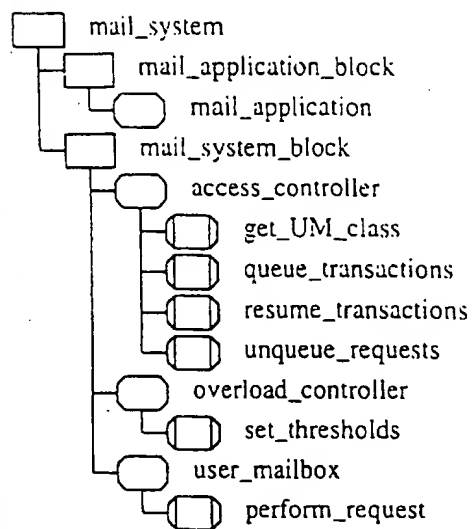 mail_system
mail_application_block
mail_application
mail_system_block
access_controller
get_UM_class
queue_transactions
resume_transactions
unqueue_requests
overload_controller
set_thresholds
user_mailbox
perform_request